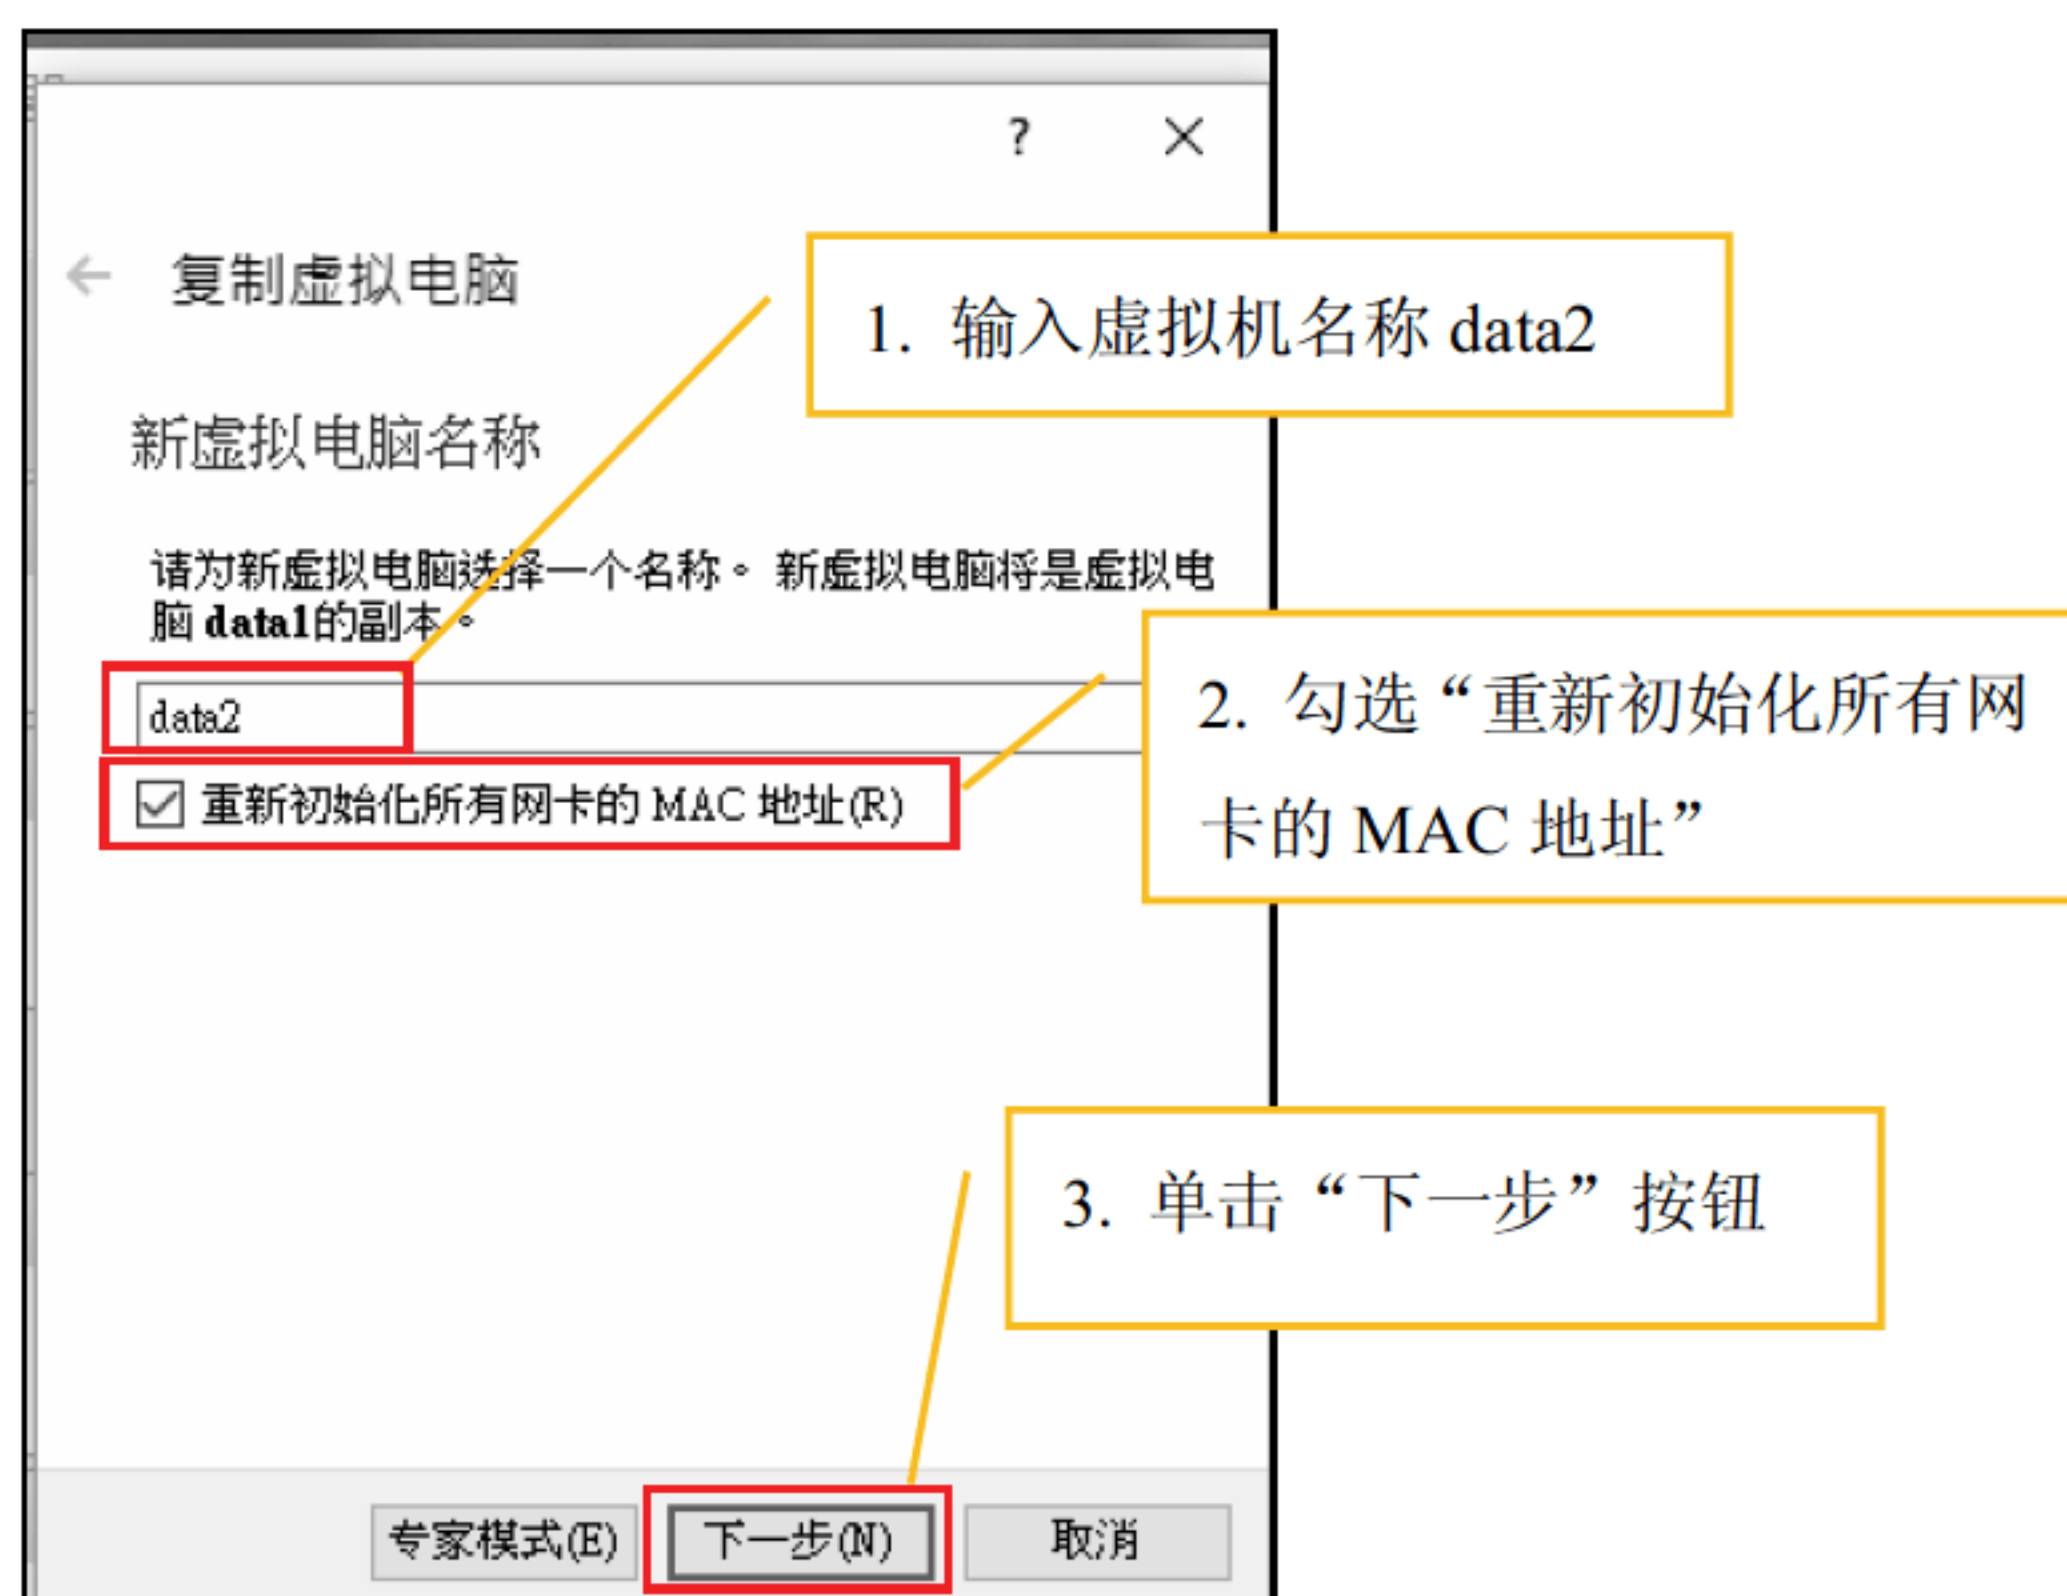 ?
复制虚拟电脑
1. 输入虚拟机名称 data2
新虚拟电脑名称
请为新虚拟电脑选择一个名称。 新虚拟电脑将是虚拟电
脑 data1的副本。
data2
2. 勾选“重新初始化所有网
卡的 MAC 地址”
重新初始化所有网卡的 MAC 地址(R)
3. 单击“下一步”按钮
专家模式(E)
下一步(N)
取消